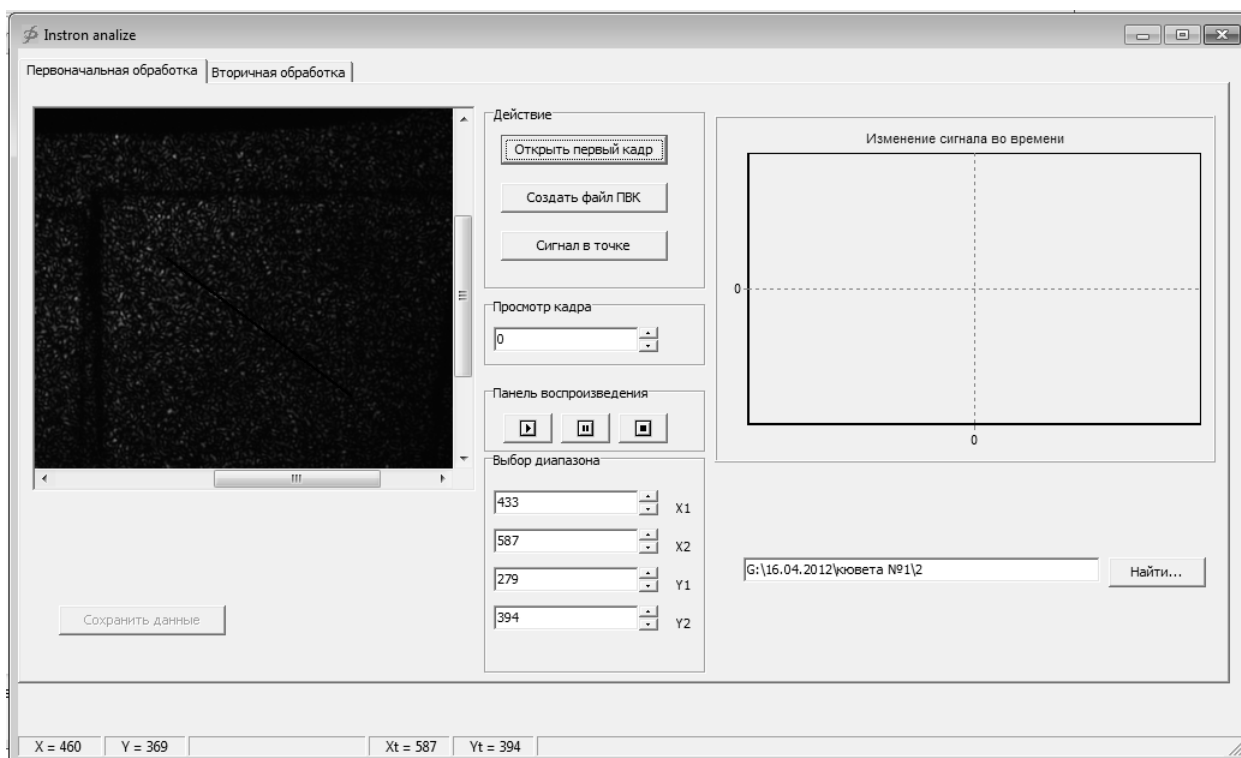 Instron analize
Первоначальная обработка
Вторичная обработка
Действие
Открыть первый кадр
Создать файл ПВК
Сигнал в точке
Просмотр кадра
0
Панель воспроизведения
Выбор диапазона
433 X1
587 X2
279 Y1
394 Y2
Изменение сигнала во времени
0
0
G:\16.04.2012\кювета №1\2
Найти...
Сохранить данные
X = 460 Y = 369 Xt = 587 Yt = 394